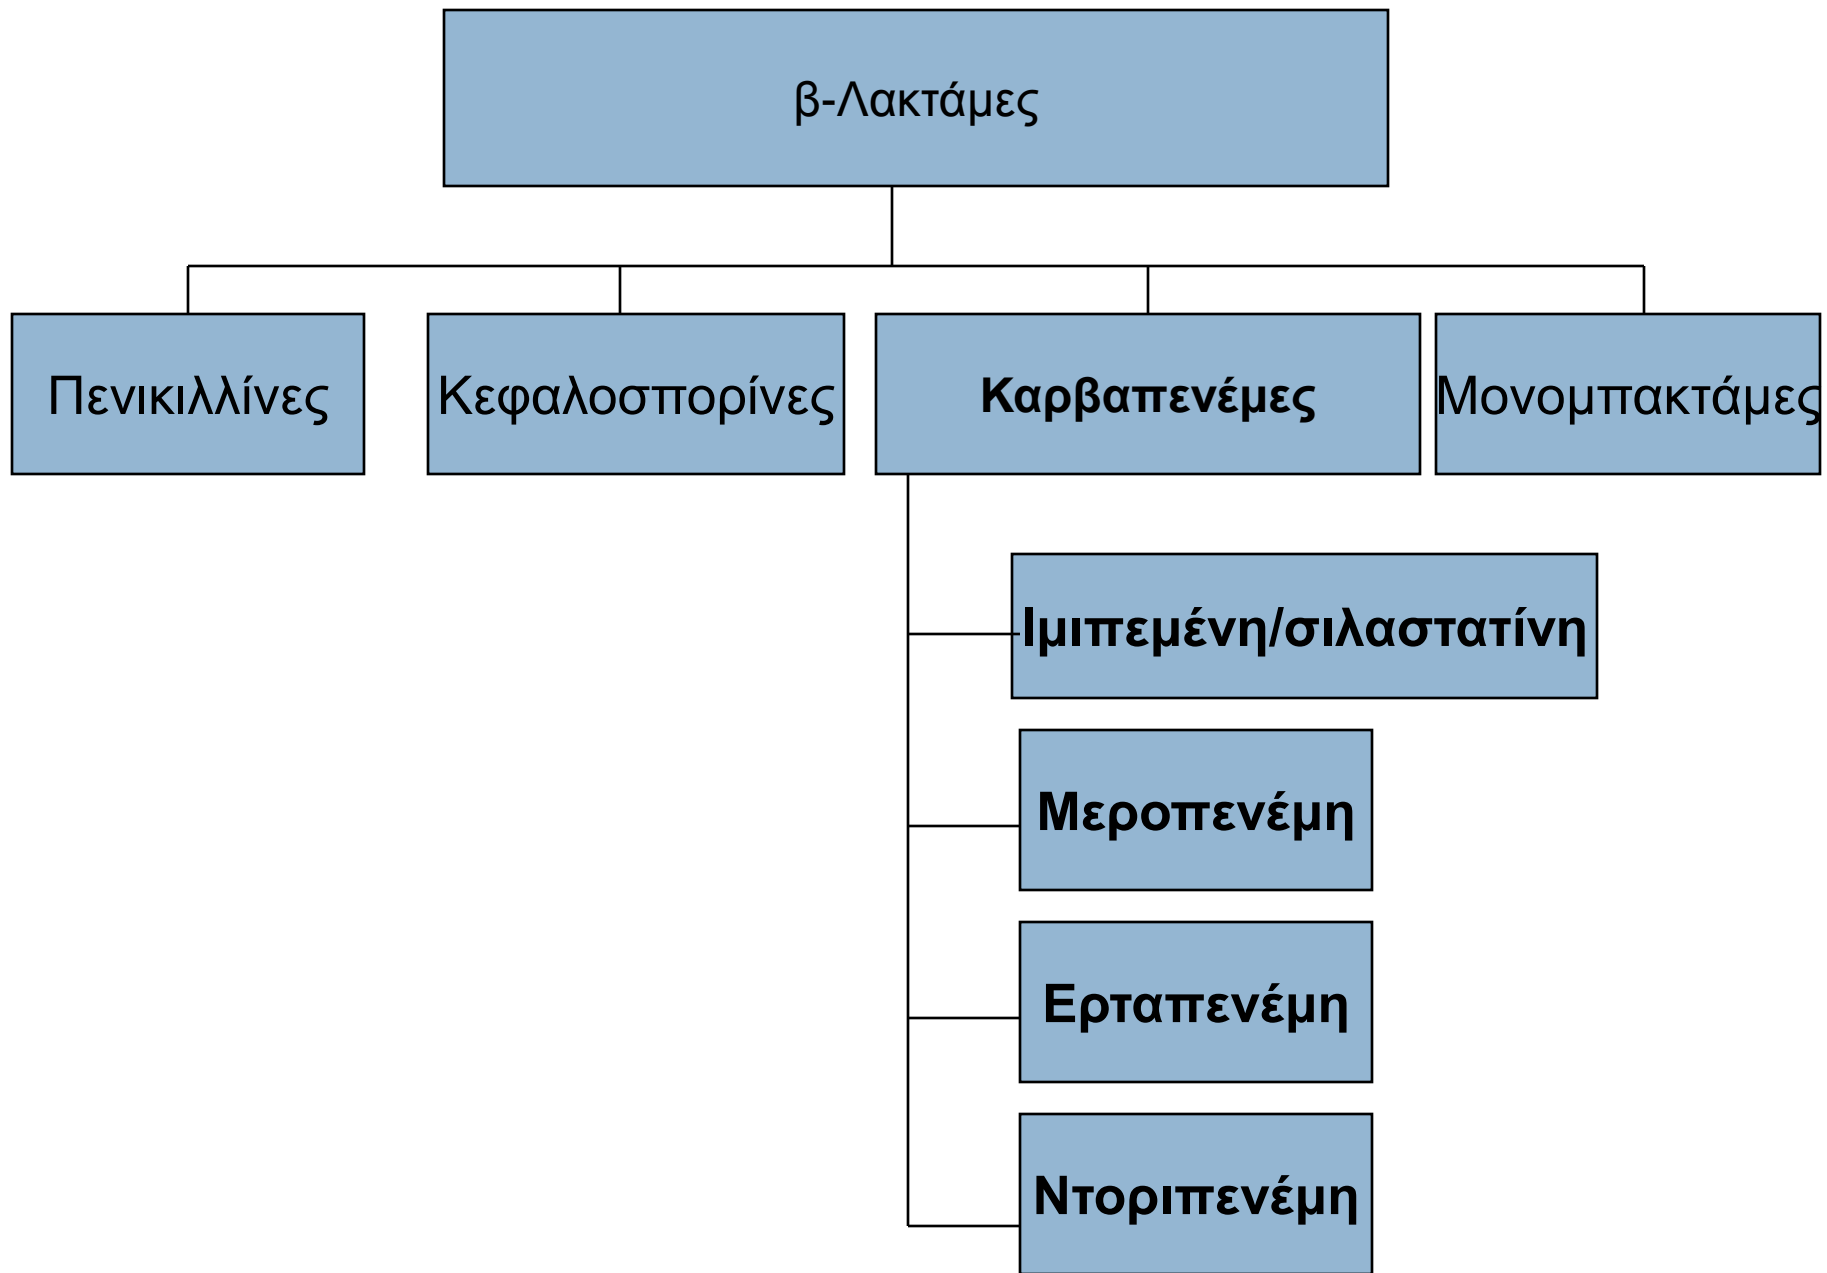 β-Λακτάμες
Πενικιλλίνες
Κεφαλοσπορίνες
Καρβαπενέμες
Μονομπακτάμες
Ιμιπεμένη/σιλαστατίνη
Μεροπενέμη
Ερταπενέμη
Ντοριπενέμη